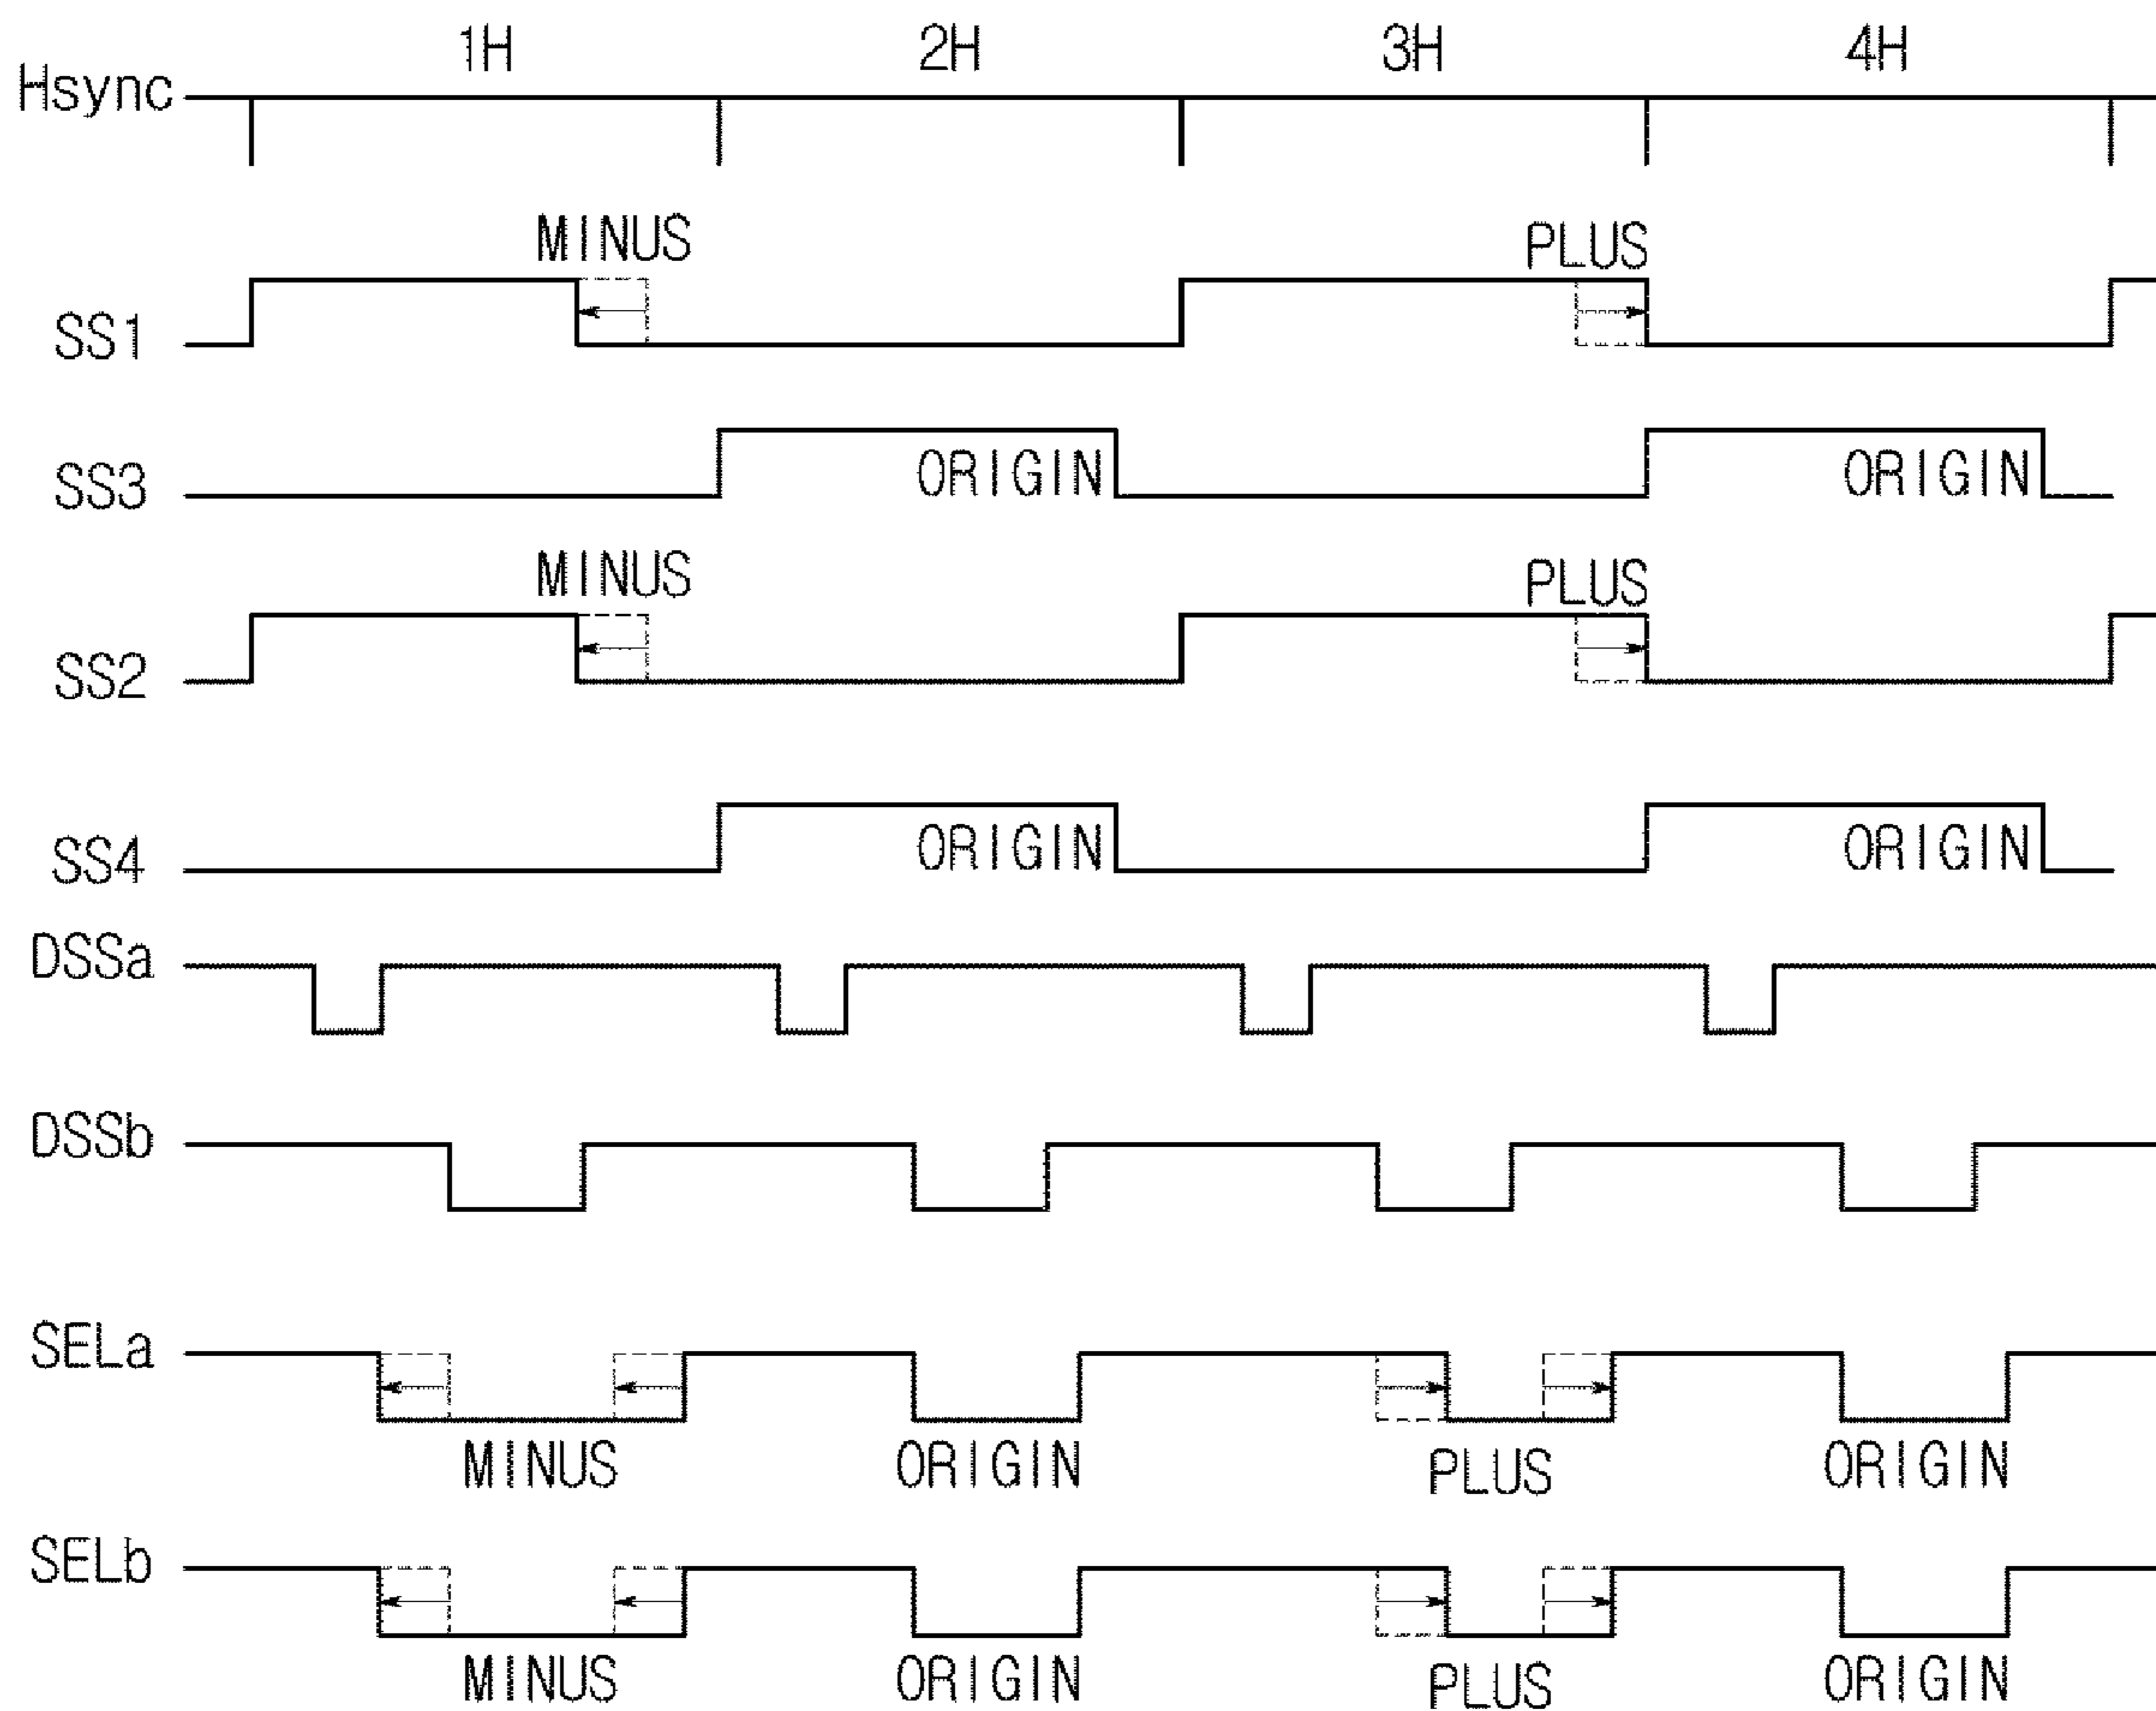 1H 2H 3H 4H
Hsync
MINUS PLUS
SS1
SS3 ORIGIN ORIGIN
MINUS PLUS
SS2
SS4 ORIGIN ORIGIN
DSSa
DSSb
SELa
MINUS ORIGIN PLUS ORIGIN
SELb
MINUS ORIGIN PLUS ORIGIN